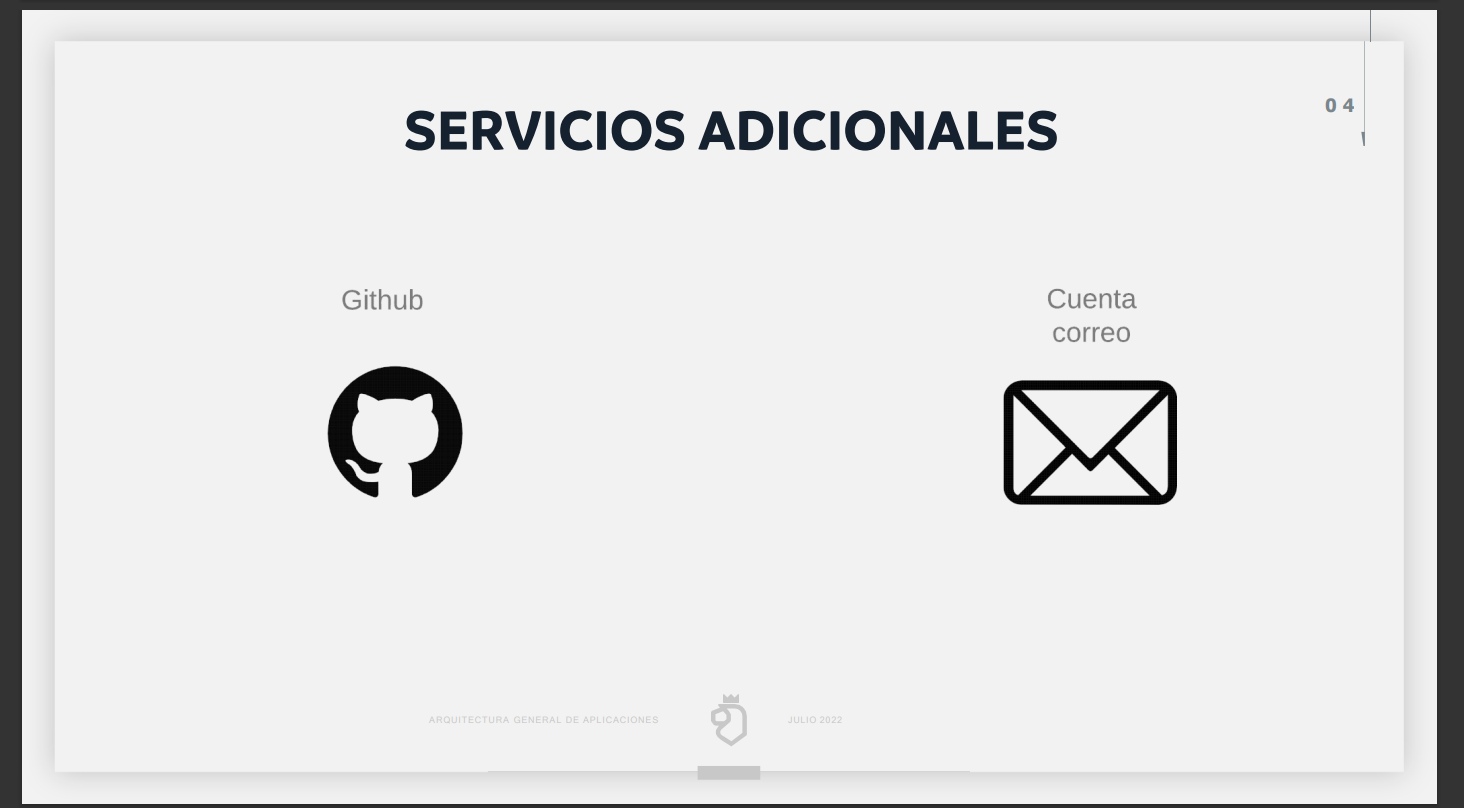 SERVICIOS ADICIONALES
04
Github
Cuenta
correo
ARQUITECTURA GENERAL DE APLICACIONES
JULIO 2022